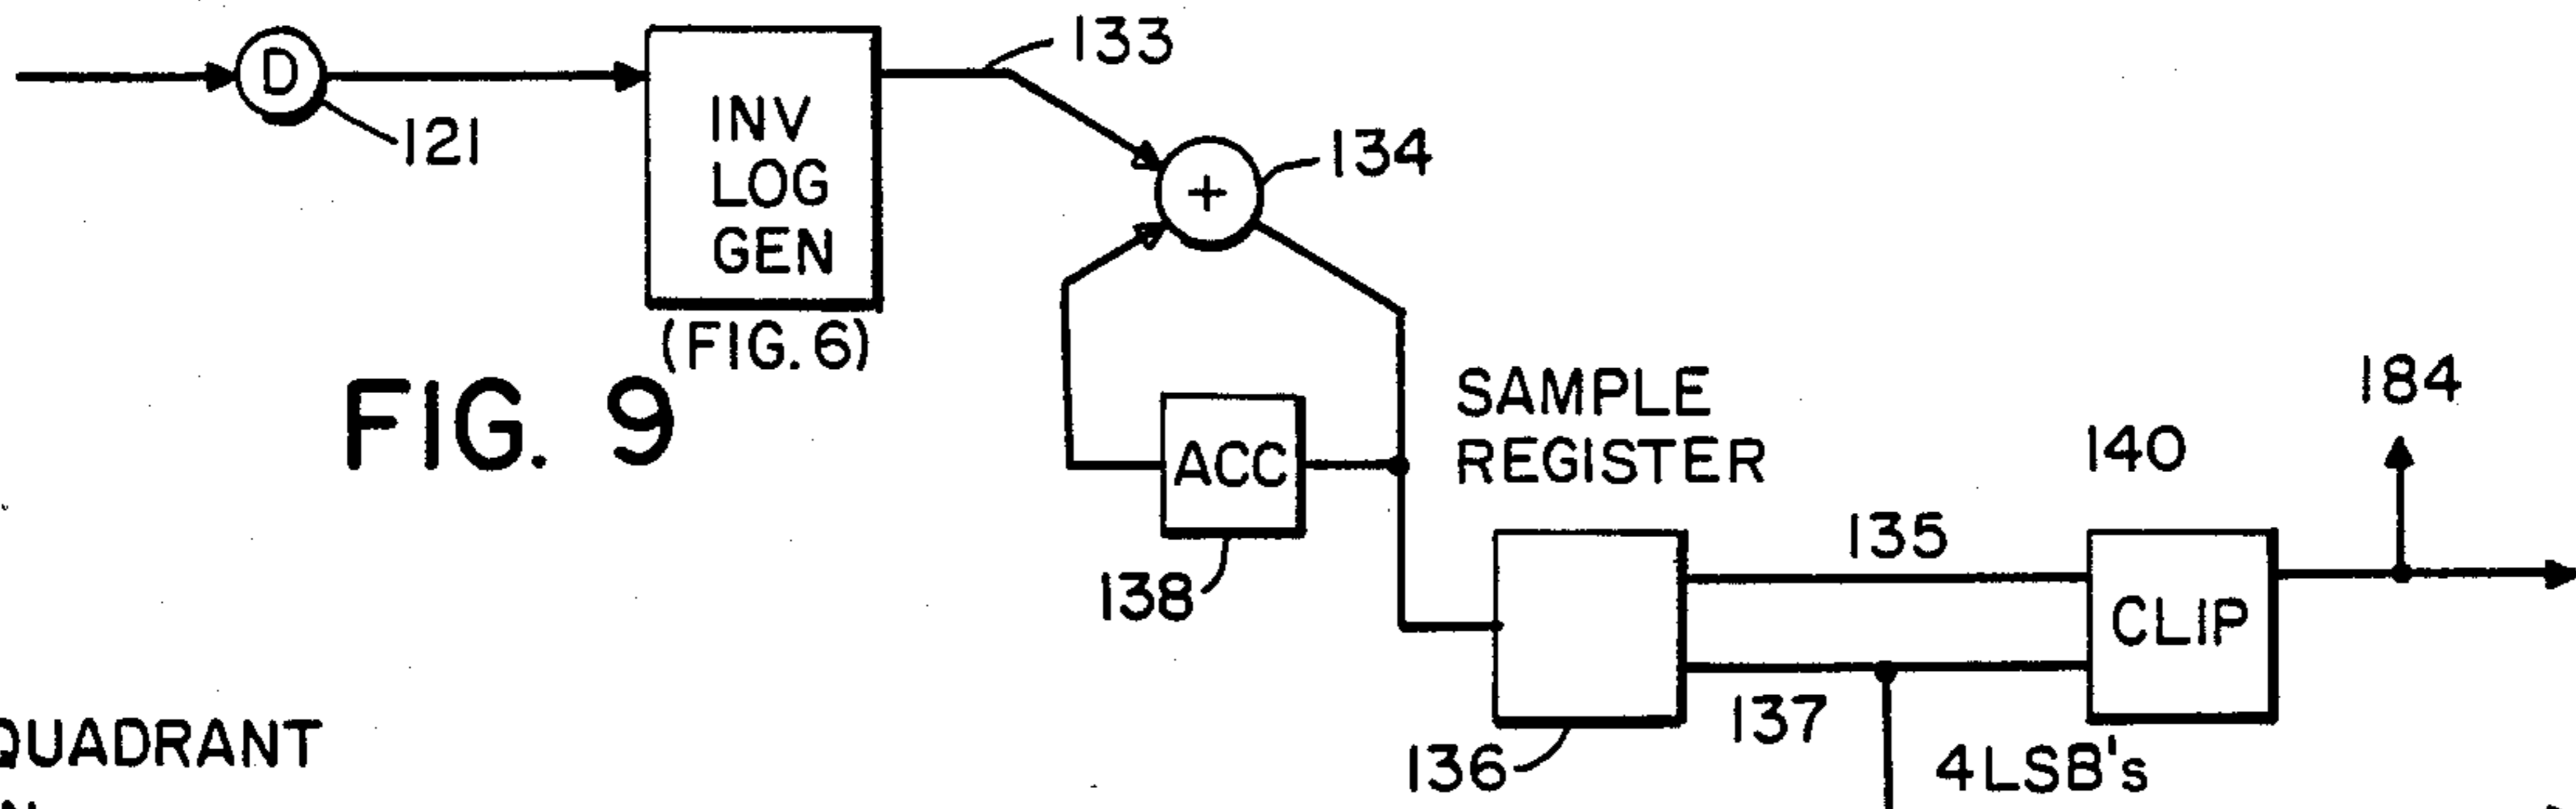 D
121
INV
LOG
GEN
(FIG. 6)
133
+
134
FIG. 9
ACC
138
SAMPLE
REGISTER
136
135
137
140
CLIP
184
4LSB's
QUADRANT